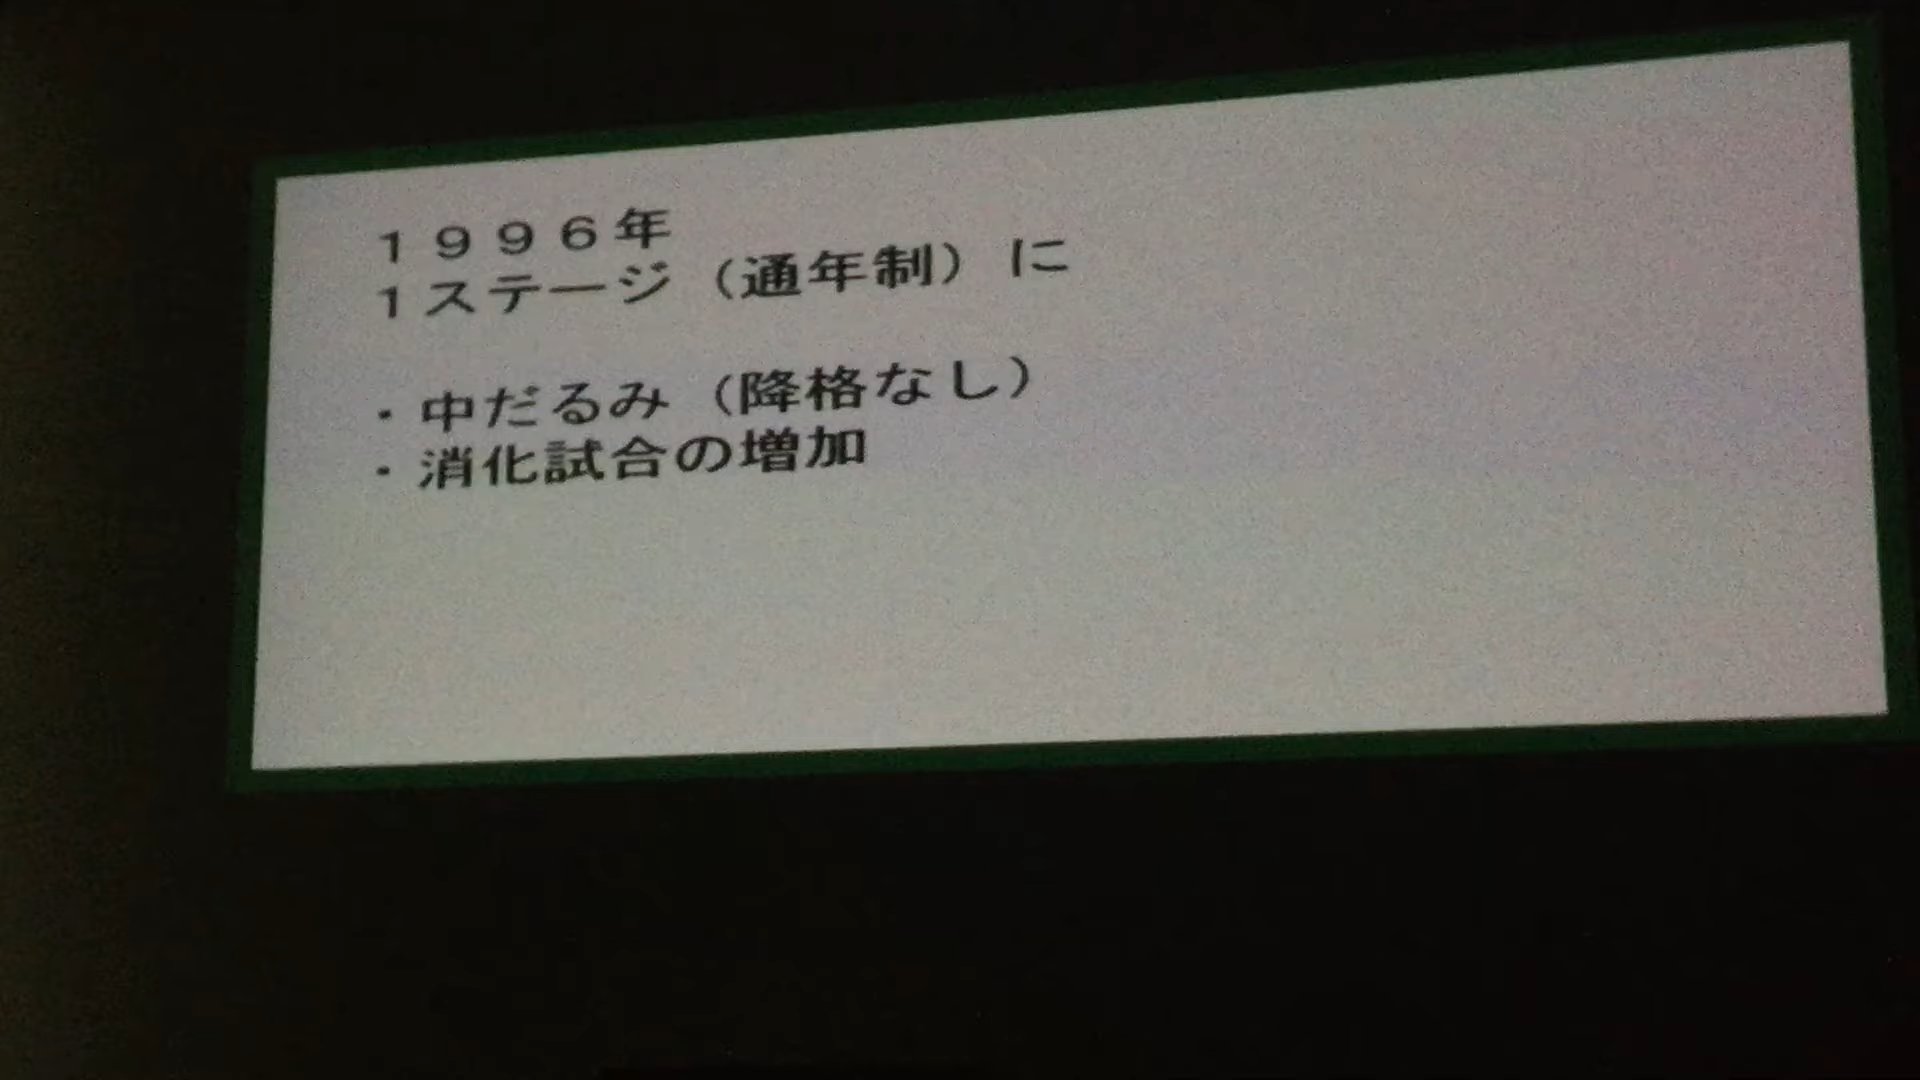 １９９６年
１ステージ（通年制）に
・中だるみ（降格なし）
・消化試合の増加